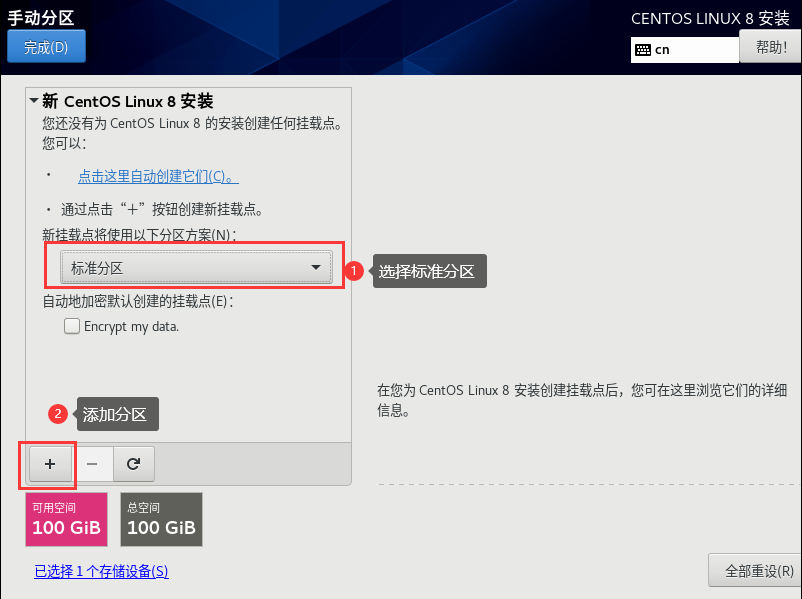 手动分区
CENTOS LINUX 8 安装
完成(D)
cn
帮助!
新 CentOS Linux 8 安装
您还没有为 CentOS Linux 8 的安装创建任何挂载点。
您可以:
· 点击这里自动创建它们(C)。
· 通过点击“+”按钮创建新挂载点。
新挂载点将使用以下分区方案(N):
标准分区
1
选择标准分区
自动地加密默认创建的挂载点(E):
Encrypt my data.
在您为 CentOS Linux 8 安装创建挂载点后，您可在这里浏览它们的详细
信息。
2
添加分区
+
可用空间
100 GiB
总空间
100 GiB
已选择 1 个存储设备(S)
全部重设(R)